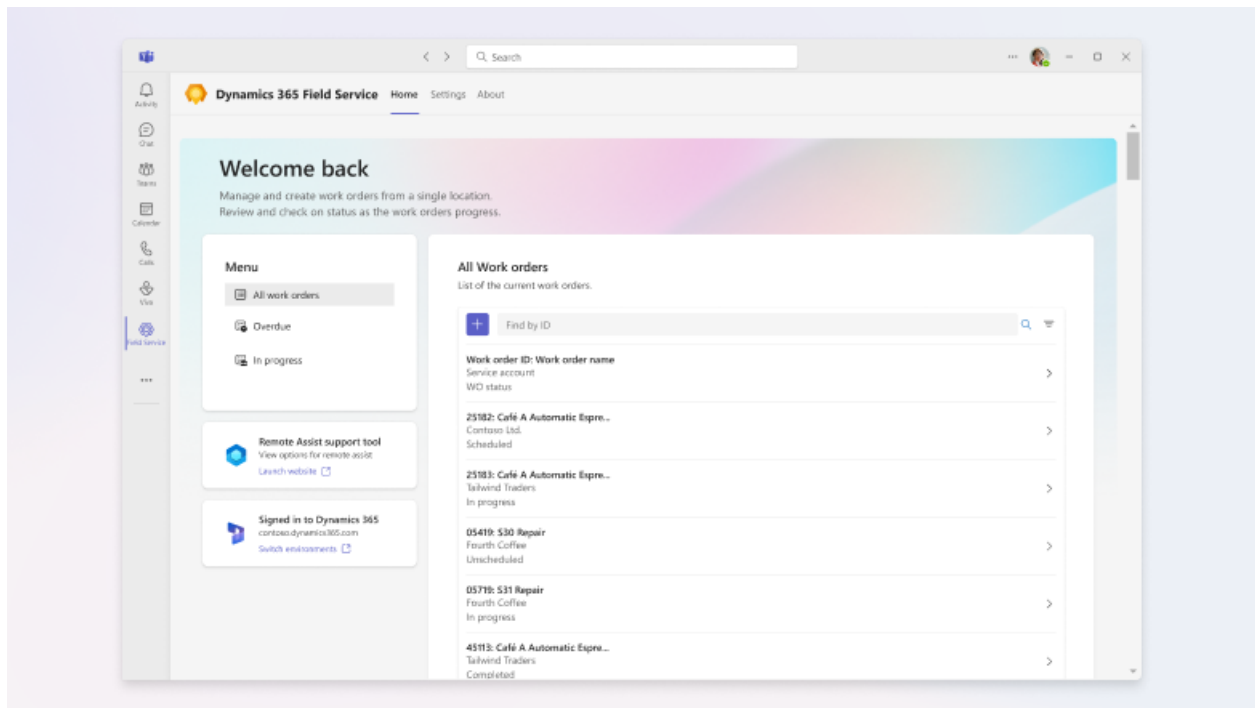 Search
Activity
Chat
Teams
Calendar
Calls
Viva
Field Service
Dynamics 365 Field Service
Home
Settings
About
Welcome back
Manage and create work orders from a single location.
Review and check on status as the work orders progress.
Menu
All work orders
Overdue
In progress
Remote Assist support tool
View options for remote assist
Launch website
Signed in to Dynamics 365
contoso.dynamics365.com
Switch environments
All Work orders
List of the current work orders.
Find by ID
Work order ID: Work order name
Service account
WO status
25182: Café A Automatic Espre...
Contoso Ltd.
Scheduled
25183: Café A Automatic Espre...
Tailwind Traders
In progress
05419: S30 Repair
Fourth Coffee
Unscheduled
05719: S31 Repair
Fourth Coffee
In progress
45113: Café A Automatic Espre...
Tailwind Traders
Completed